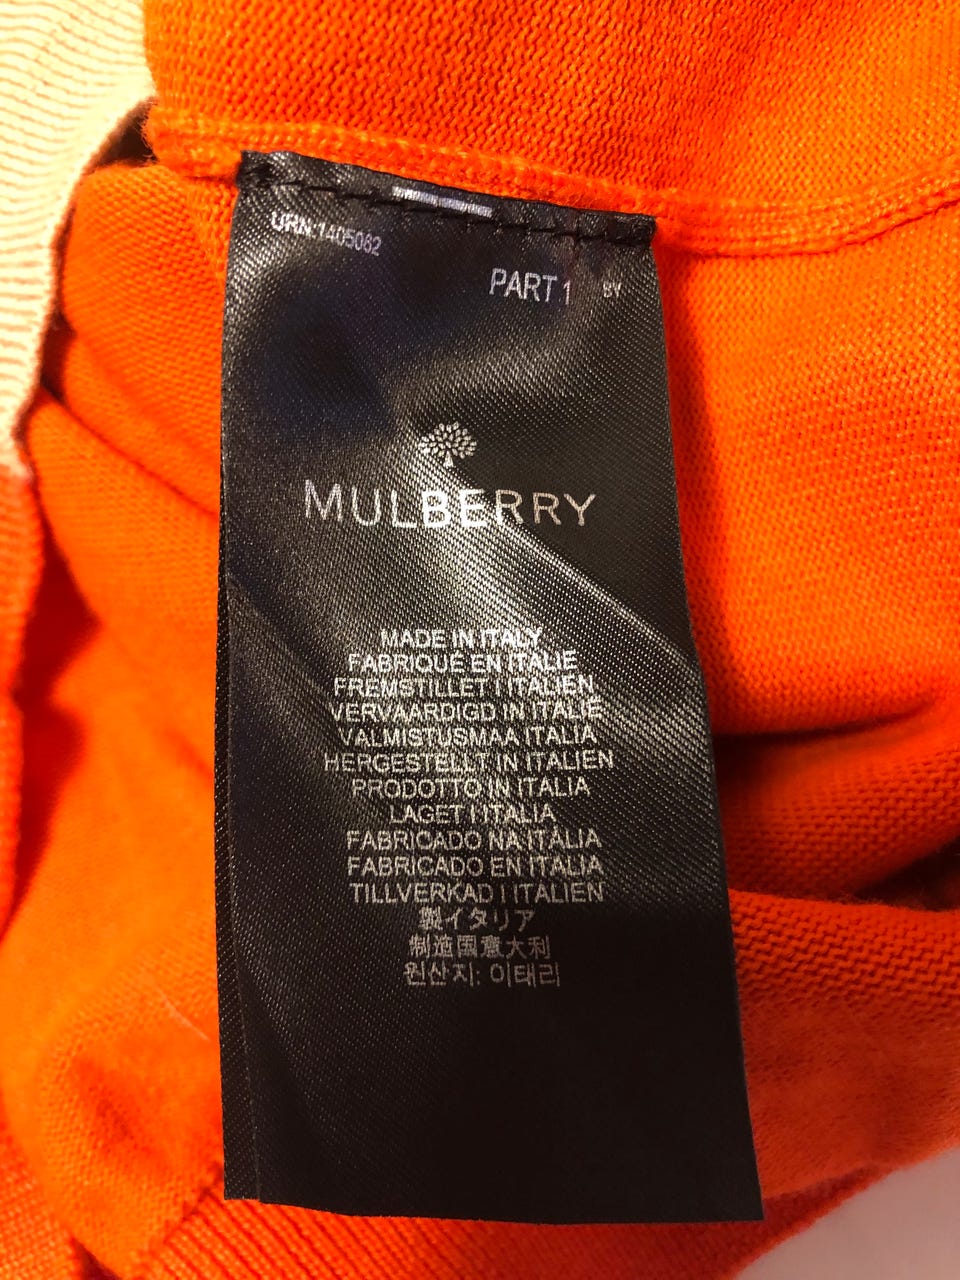 URN:1405082
PART 1 BY
MULBERRY
MADE IN ITALY
FABRIQUÉ EN ITALIE
FREMSTILLET I ITALIEN
VERVAARDIGD IN ITALIË
VALMISTUSMAA ITALIA
HERGESTELLT IN ITALIEN
PRODOTTO IN ITALIA
LAGET I ITALIA
FABRICADO NA ITÁLIA
FABRICADO EN ITALIA
TILLVERKAD I ITALIEN
製イタリア
制造国意大利
원산지: 이태리